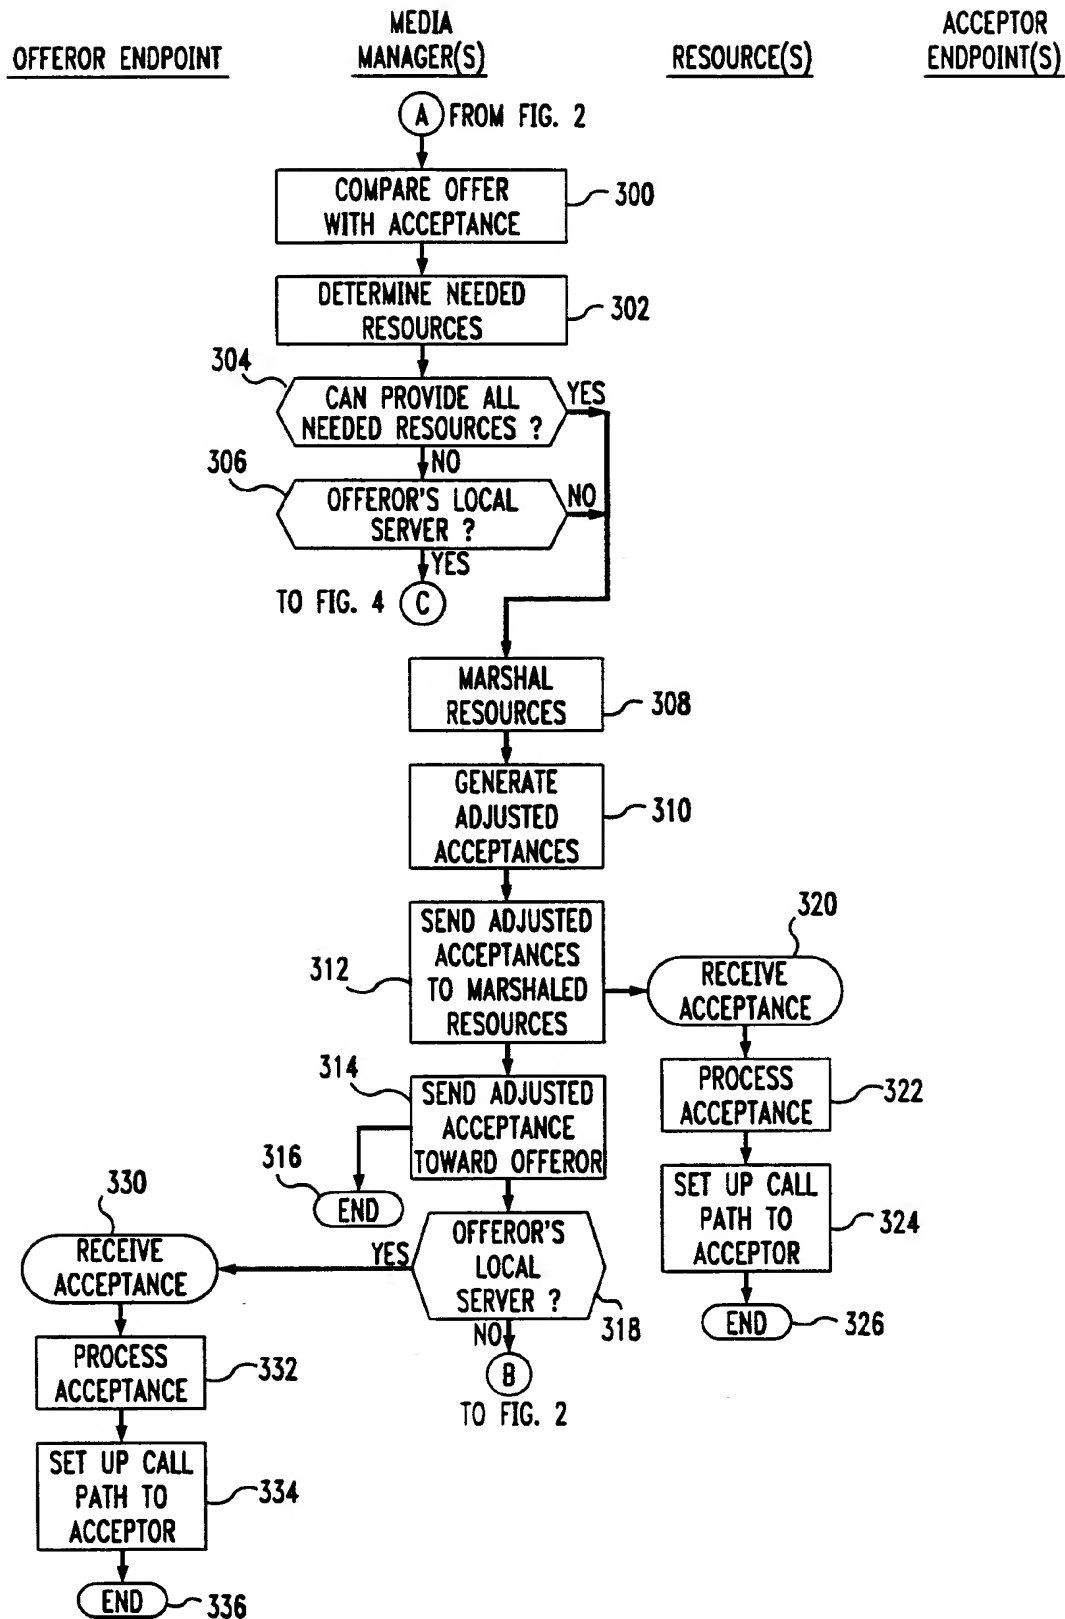 OFFEROR ENDPOINT
MEDIA
MANAGER(S)
RESOURCE(S)
ACCEPTOR
ENDPOINT(S)
A
FROM FIG. 2
COMPARE OFFER
WITH ACCEPTANCE
300
DETERMINE NEEDED
RESOURCES
302
304
CAN PROVIDE ALL
NEEDED RESOURCES ?
YES
NO
306
OFFEROR'S LOCAL
SERVER ?
NO
YES
TO FIG. 4
C
MARSHAL
RESOURCES
308
GENERATE
ADJUSTED
ACCEPTANCES
310
SEND ADJUSTED
ACCEPTANCES
TO MARSHALED
RESOURCES
312
320
RECEIVE
ACCEPTANCE
314
SEND ADJUSTED
ACCEPTANCE
TOWARD OFFEROR
PROCESS
ACCEPTANCE
322
316
END
SET UP CALL
PATH TO
ACCEPTOR
324
330
RECEIVE
ACCEPTANCE
YES
OFFEROR'S
LOCAL
SERVER ?
318
NO
END
326
PROCESS
ACCEPTANCE
332
B
TO FIG. 2
SET UP CALL
PATH TO
ACCEPTOR
334
END
336